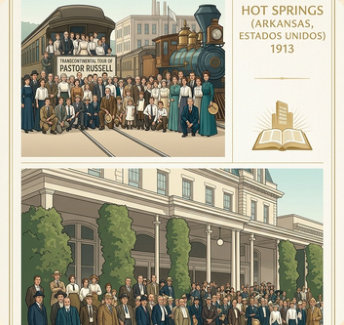 TRANSCONTINENTAL TOUR OF
PASTOR RUSSELL
HOT SPRINGS
(ARKANSAS,
ESTADOS UNIDOS)
1913